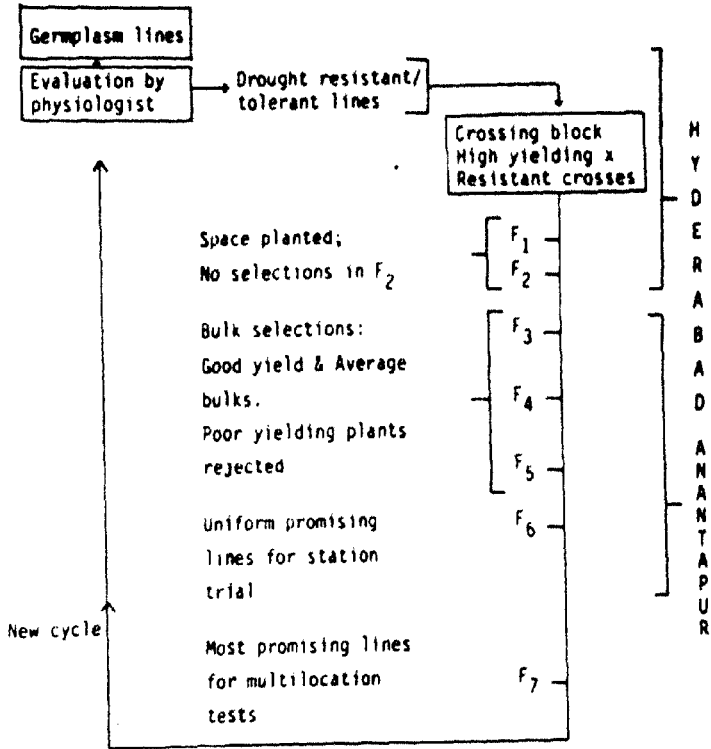 Germplasm lines
Evaluation by
physiologist
Drought resistant/
tolerant lines
Crossing block
High yielding x
Resistant crosses
Space planted;
No selections in F2
F1
F2
Bulk selections:
Good yield & Average
bulks.
Poor yielding plants
rejected
F3
F4
F5
Uniform promising
lines for station
trial
F6
New cycle
Most promising lines
for multilocation
tests
F7
HYDERABAD
ANANTAPUR